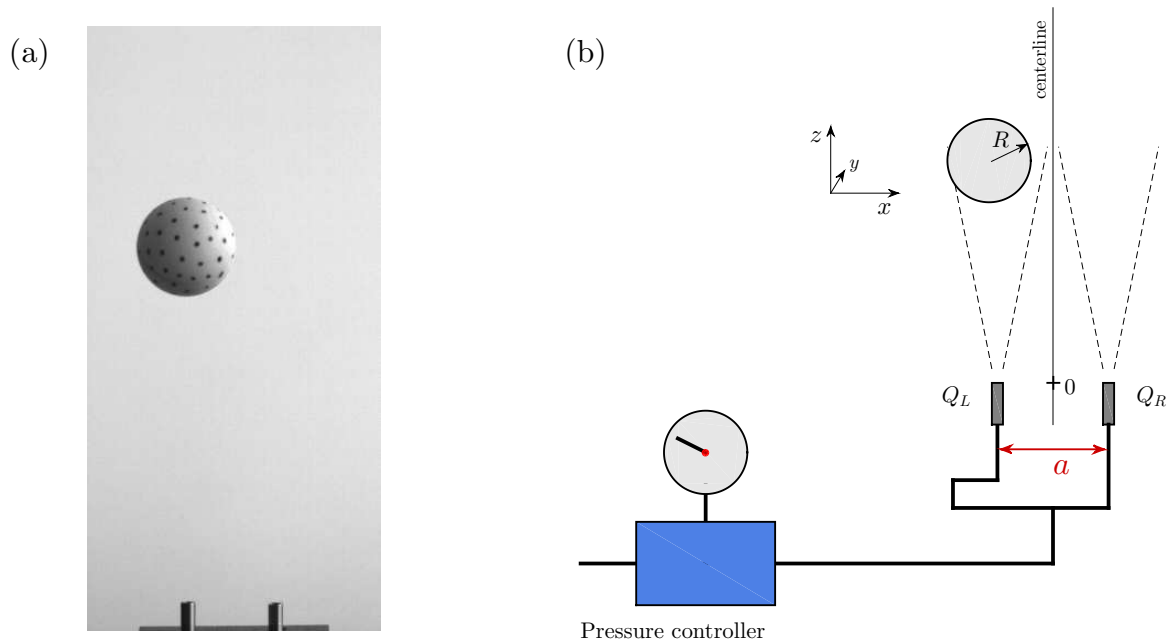 (a)
(b)
centerline
z
y
x
R
Q_L
0
Q_R
a
Pressure controller